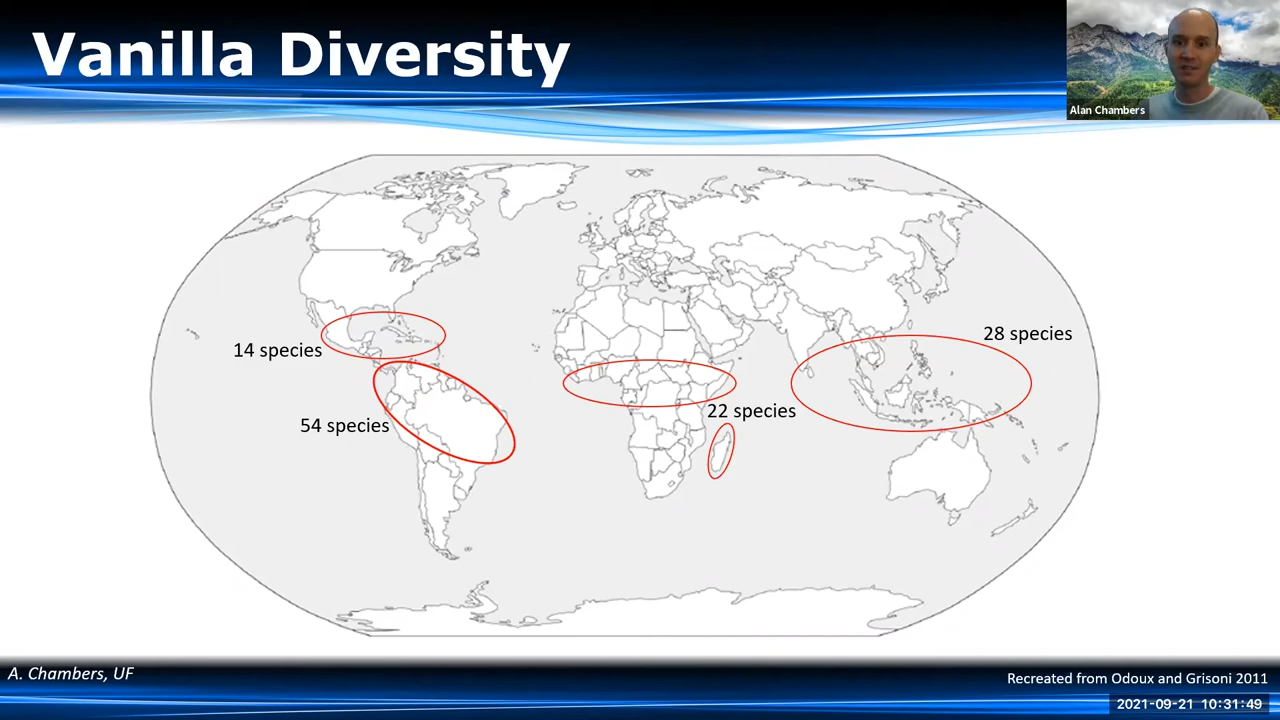 Vanilla Diversity
Alan Chambers
28 species
14 species
22 species
54 species
A. Chambers, UF
Recreated from Odoux and Grisoni 2011
2021-09-21 10:31:49